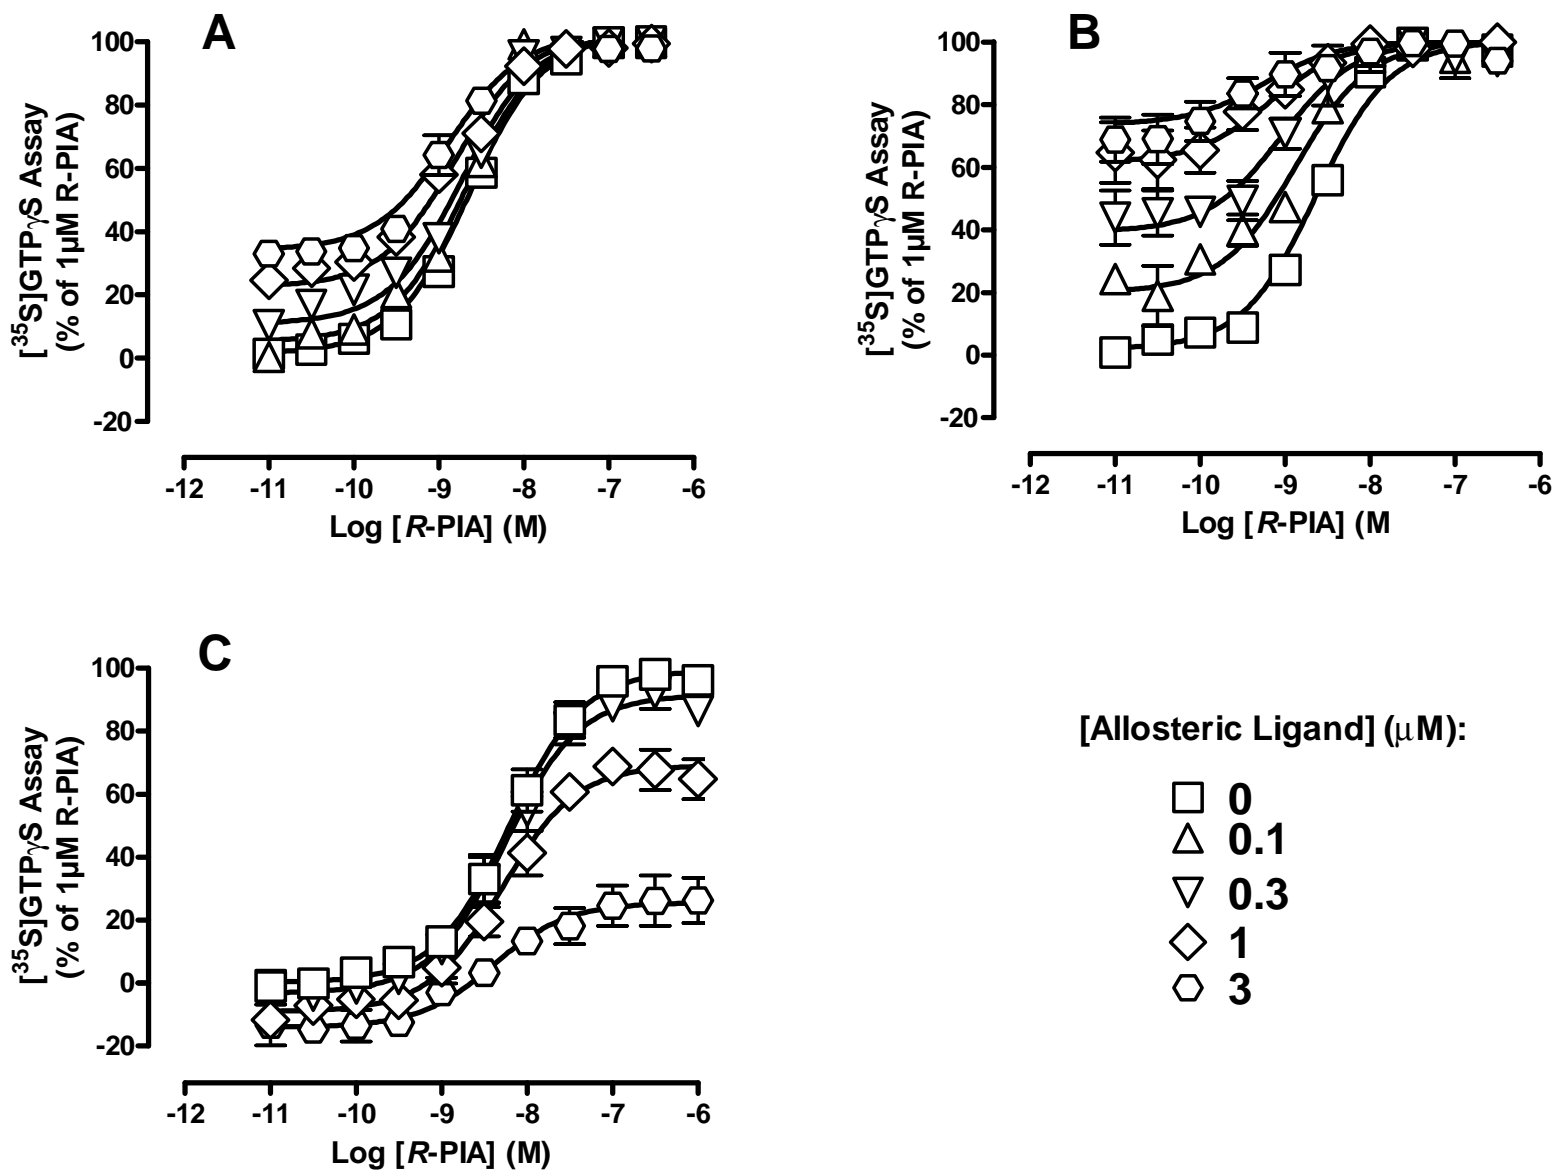 A
[35S]GTPγS Assay
(% of 1µM R-PIA)
100
80
60
40
20
0
-20
-12 -11 -10 -9 -8 -7 -6
Log [R-PIA] (M)
B
[35S]GTPγS Assay
(% of 1µM R-PIA)
100
80
60
40
20
0
-20
-12 -11 -10 -9 -8 -7 -6
Log [R-PIA] (M
C
[35S]GTPγS Assay
(% of 1µM R-PIA)
100
80
60
40
20
0
-20
-12 -11 -10 -9 -8 -7 -6
Log [R-PIA] (M)
[Allosteric Ligand] (μM):
0
0.1
0.3
1
3